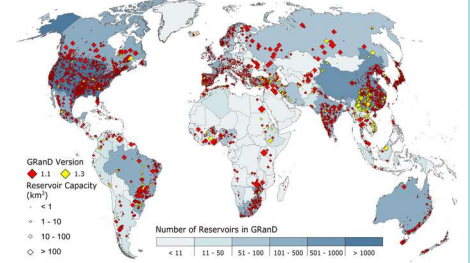 GRanD Version
1.1 1.3
Reservoir Capacity
(km³)
< 1
1 - 10
10 - 100
> 100
Number of Reservoirs in GRanD
< 11 11 - 50 51 - 100 101 - 500 501 - 1000 > 1000